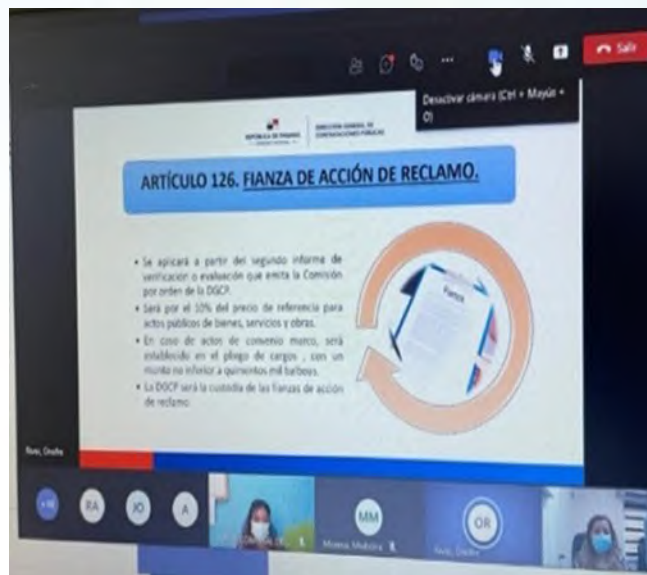 Salir
Desactivar cámara (Ctrl + Mayús +
O)
REPÚBLICA DE PANAMÁ
DIRECCIÓN GENERAL DE
CONTRATACIONES PÚBLICAS
ARTÍCULO 126. FIANZA DE ACCIÓN DE RECLAMO.
• Se aplicará a partir del segundo informe de
verificación o evaluación que emita la Comisión
por orden de la DGCP.
• Será por el 10% del precio de referencia para
actos públicos de bienes, servicios y obras.
• En caso de actos de convenio marco, será
establecido en el pliego de cargos , con un
monto no inferior a quinientos mil balboas.
• La DGCP será la custodia de las fianzas de acción
de reclamo.
Fianza
RA
JO
A
MM
OR